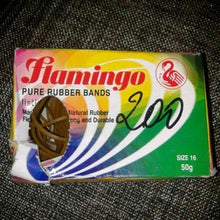 Flamingo
PURE RUBBER BANDS
Natural Rubber
and Durable
200
SIZE 16
50g